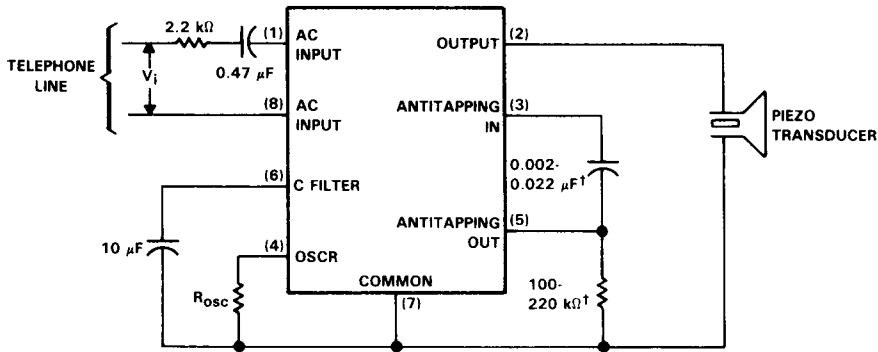 2.2 kΩ
(1)
AC
INPUT
0.47 μF
TELEPHONE
LINE
Vi
(8)
AC
INPUT
(6)
C FILTER
10 μF
(4)
OSCR
Rosc
COMMON
(7)
OUTPUT
(2)
ANTITAPPING
IN
(3)
0.002-
0.022 μF†
ANTITAPPING
OUT
(5)
100-
220 kΩ†
PIEZO
TRANSDUCER